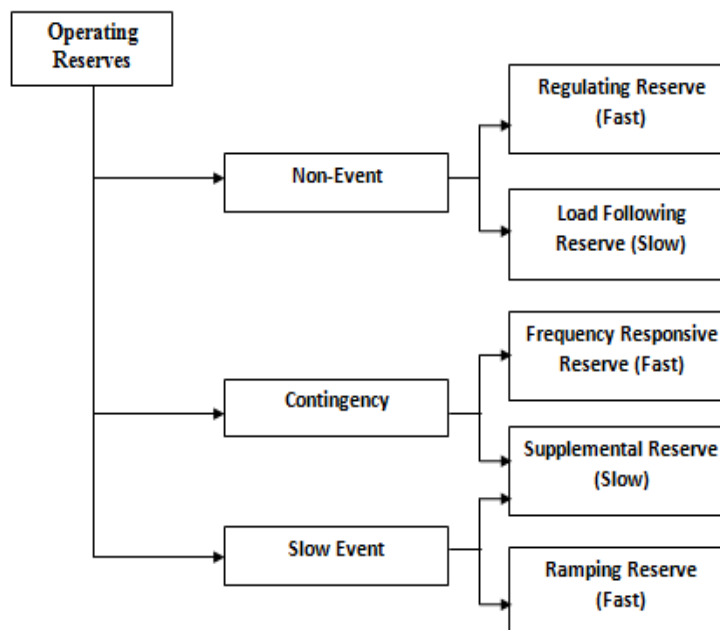 Operating
Reserves
Non-Event
Regulating Reserve
(Fast)
Load Following
Reserve (Slow)
Contingency
Frequency Responsive
Reserve (Fast)
Supplemental Reserve
(Slow)
Slow Event
Ramping Reserve
(Fast)